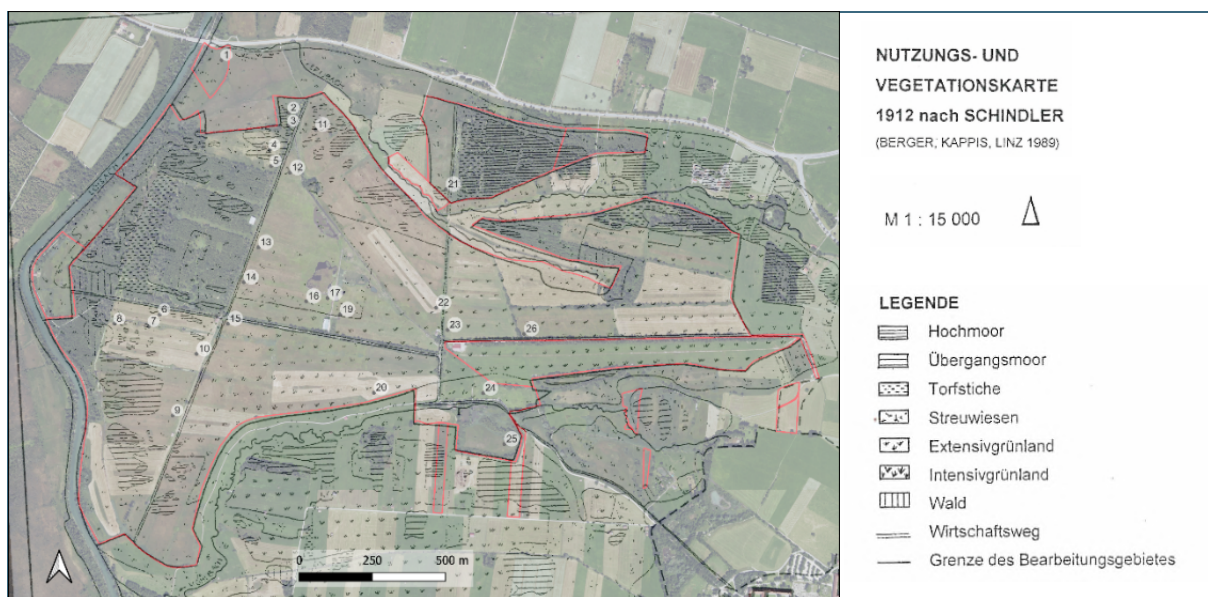 NUTZUNGS- UND
VEGETATIONSKARTE
1912 nach SCHINDLER
(BERGER, KAPPIS, LINZ 1989)
M 1 : 15 000
LEGENDE
Hochmoor
Übergangsmoor
Torfstiche
Streuwiesen
Extensivgrünland
Intensivgrünland
Wald
Wirtschaftsweg
Grenze des Bearbeitungsgebietes
1
2
3
11
4
5
12
21
13
14
16
17
19
6
8
7
15
22
23
26
10
20
24
9
25
0
250
500 m